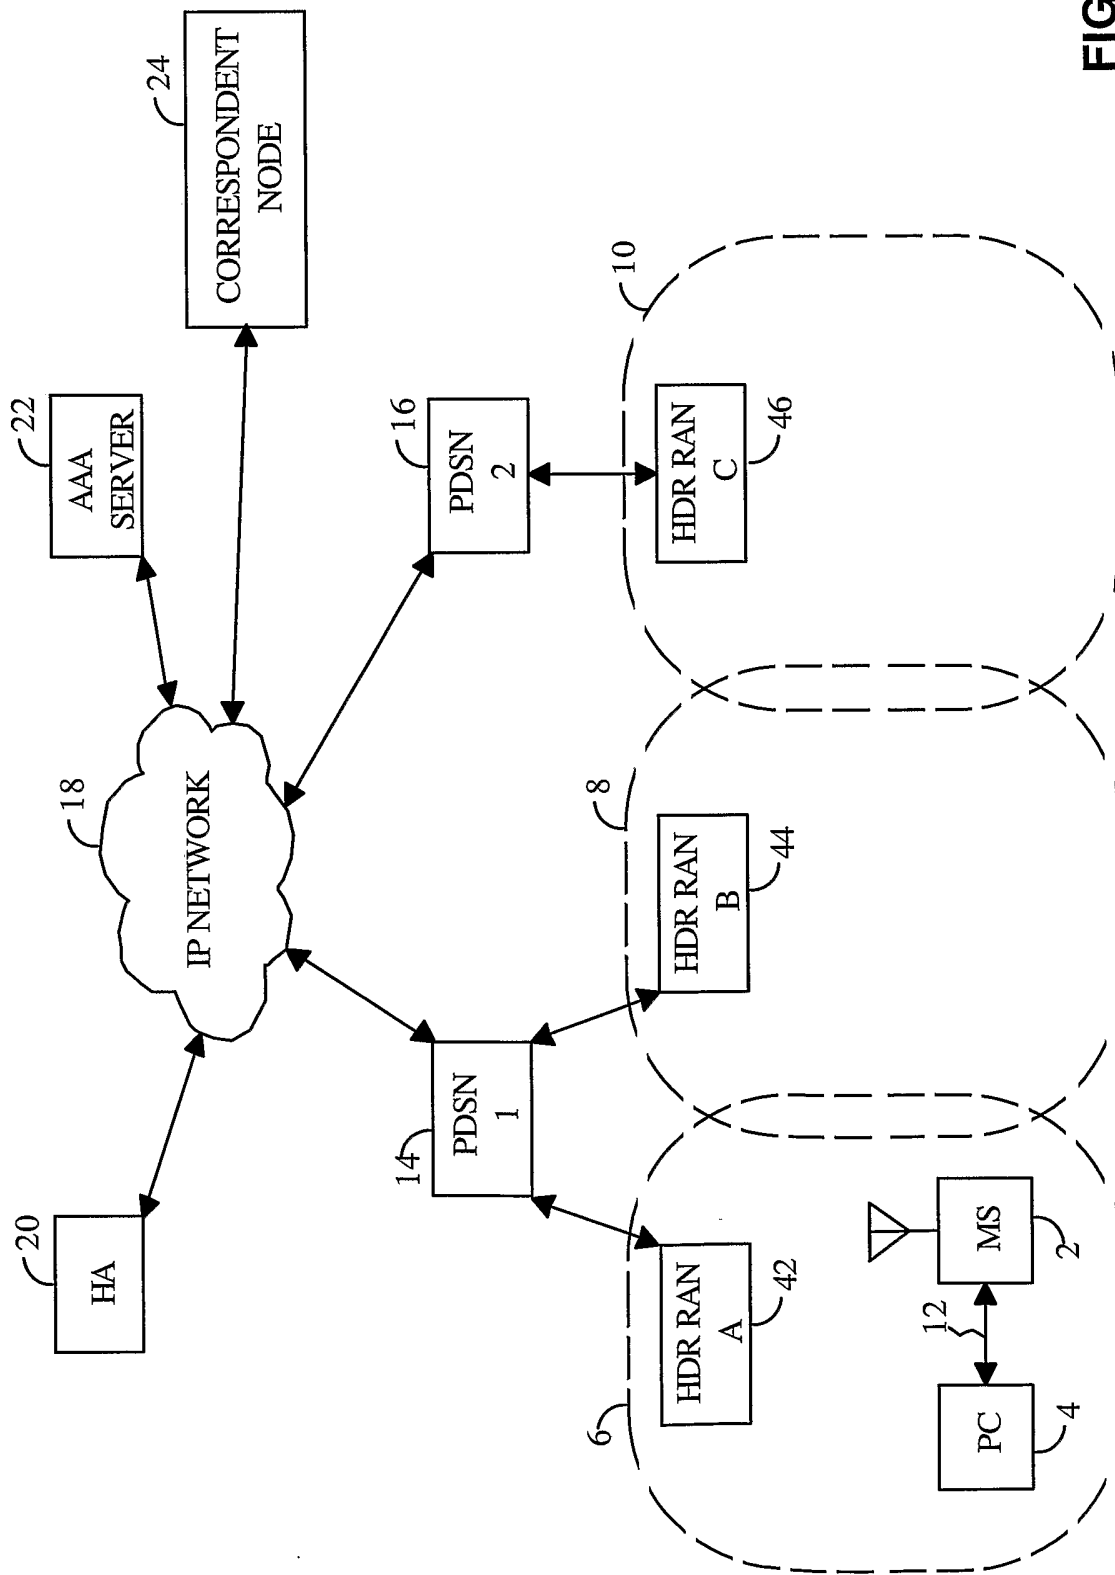 20
HA
18
IP NETWORK
22
AAA
SERVER
24
CORRESPONDENT
NODE
14
PDSN
1
16
PDSN
2
6
HDR RAN
A
42
8
HDR RAN
B
44
10
HDR RAN
C
46
PC
4
12
MS
2
FIG